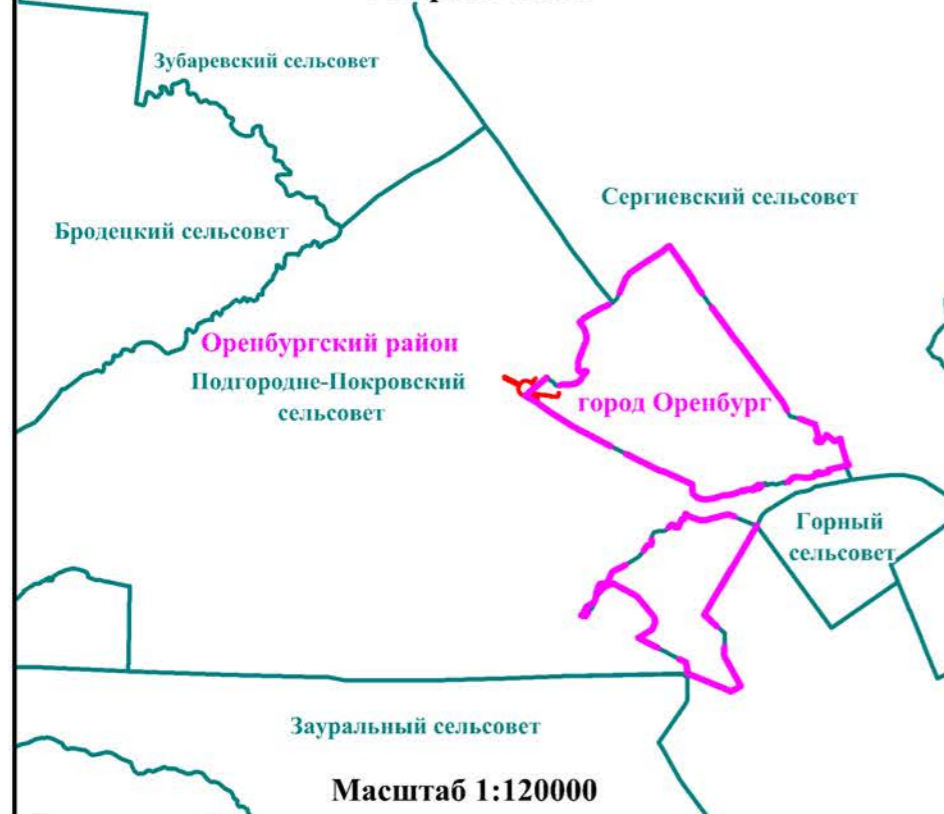 Зубаревский сельсовет
Сергиевский сельсовет
Бродецкий сельсовет
Оренбургский район
Подгородне-Покровский
сельсовет
город Оренбург
Горный
сельсовет
Зауральный сельсовет
Масштаб 1:120000